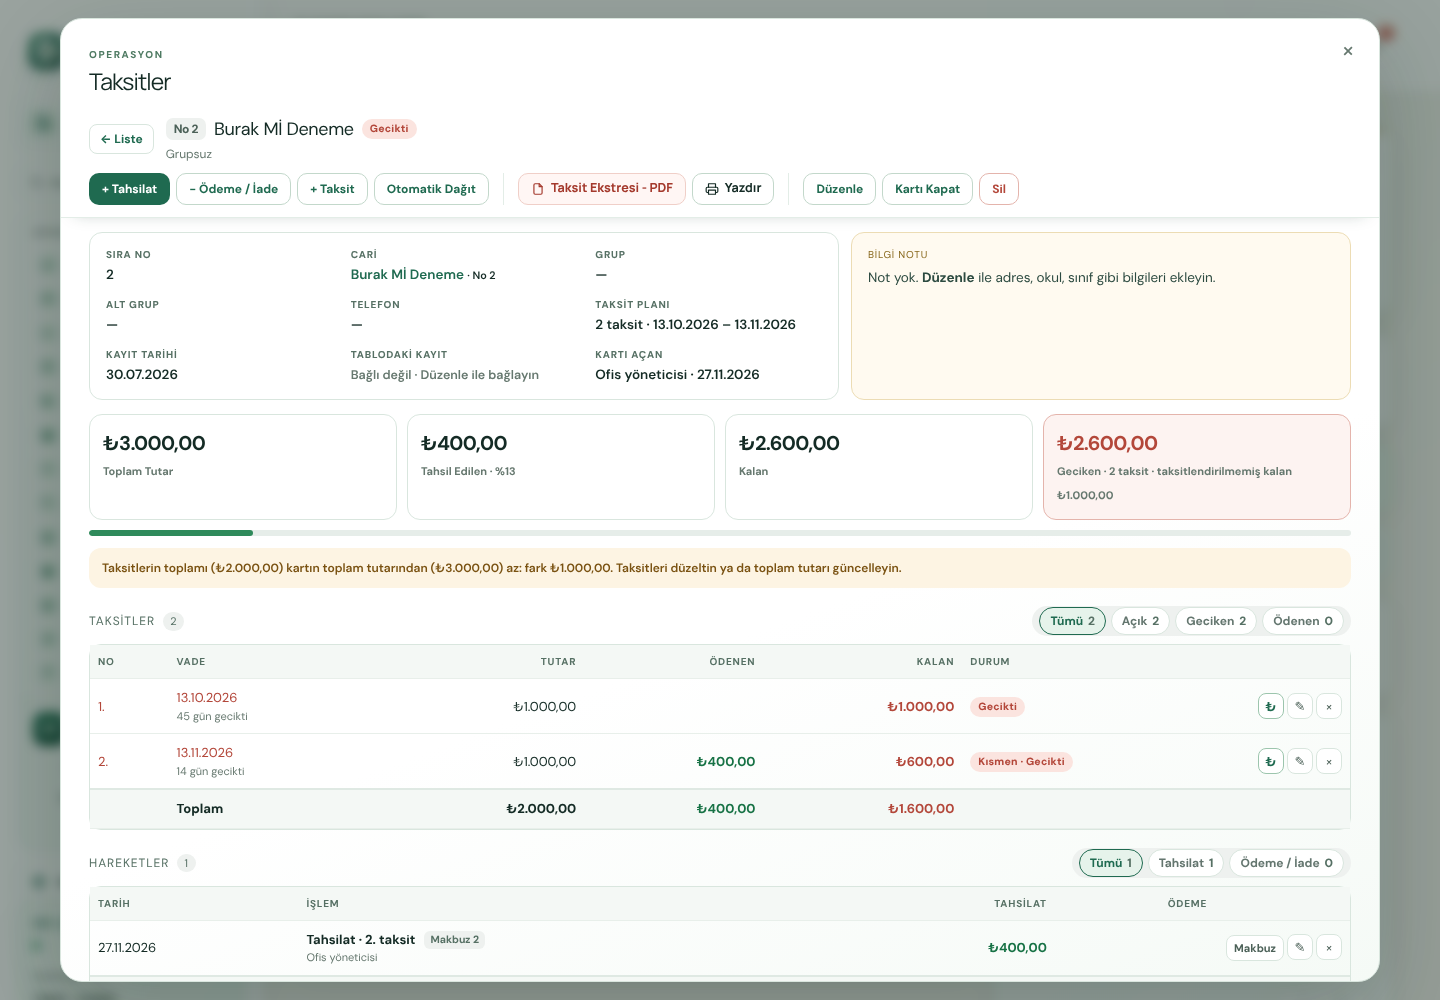 OPERASYON
Taksitler
×
← Liste
No 2 Burak Mİ Deneme Gecikti
Grupsuz
+ Tahsilat
− Ödeme / İade
+ Taksit
Otomatik Dağıt
Taksit Ekstresi - PDF
Yazdır
Düzenle
Kartı Kapat
Sil
SIRA NO
2
CARİ
Burak Mİ Deneme · No 2
GRUP
—
ALT GRUP
—
TELEFON
—
TAKSİT PLANI
2 taksit · 13.10.2026 – 13.11.2026
KAYIT TARİHİ
30.07.2026
TABLODAKİ KAYIT
Bağlı değil · Düzenle ile bağlayın
KARTI AÇAN
Ofis yöneticisi · 27.11.2026
BİLGİ NOTU
Not yok. Düzenle ile adres, okul, sınıf gibi bilgileri ekleyin.
₺3.000,00
Toplam Tutar
₺400,00
Tahsil Edilen · %13
₺2.600,00
Kalan
₺2.600,00
Geciken · 2 taksit · taksitlendirilmemiş kalan
₺1.000,00
Taksitlerin toplamı (₺2.000,00) kartın toplam tutarından (₺3.000,00) az: fark ₺1.000,00. Taksitleri düzeltin ya da toplam tutarı güncelleyin.
TAKSİTLER 2
Tümü 2 Açık 2 Geciken 2 Ödenen 0
NO VADE TUTAR ÖDENEN KALAN DURUM
1. 13.10.2026 ₺1.000,00 ₺1.000,00 Gecikti ₺ ✎ ×
45 gün gecikti
2. 13.11.2026 ₺1.000,00 ₺400,00 ₺600,00 Kısmen · Gecikti ₺ ✎ ×
14 gün gecikti
Toplam ₺2.000,00 ₺400,00 ₺1.600,00
HAREKETLER 1
Tümü 1 Tahsilat 1 Ödeme / İade 0
TARİH İŞLEM TAHSİLAT ÖDEME
27.11.2026 Tahsilat · 2. taksit Makbuz 2 ₺400,00 Makbuz ✎ ×
Ofis yöneticisi